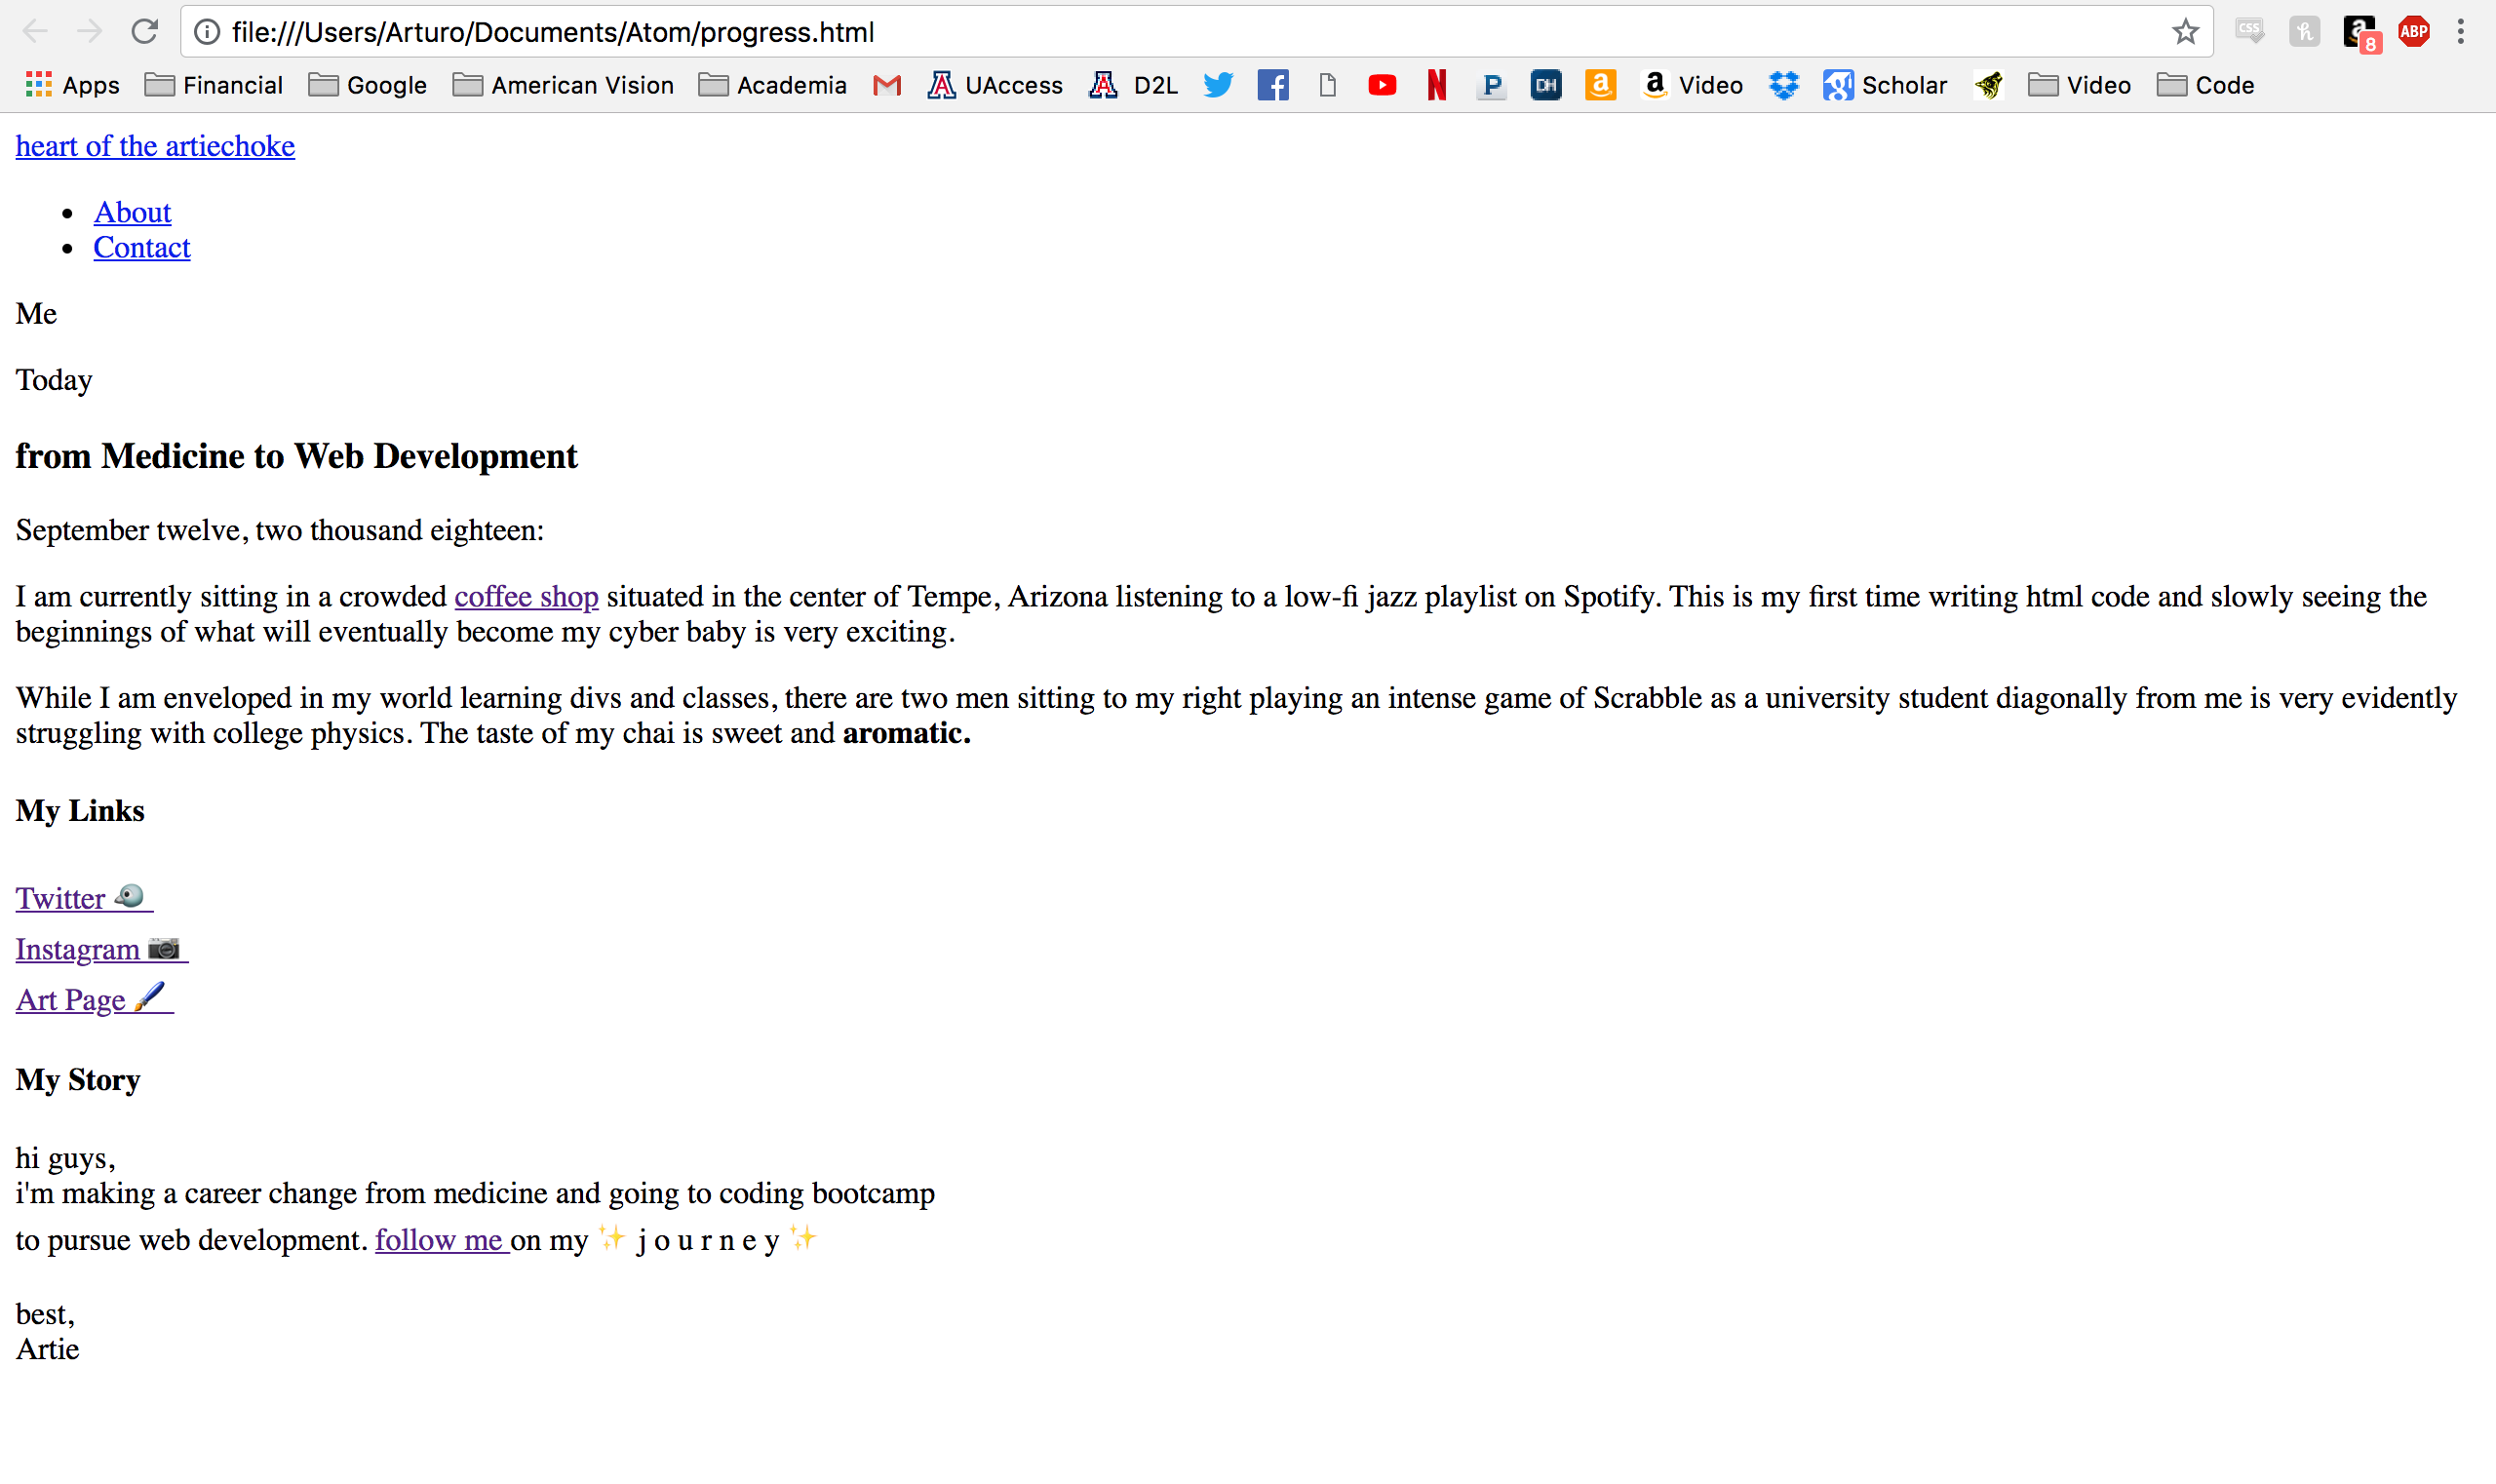 file:///Users/Arturo/Documents/Atom/progress.html
CSS h a 8 ABP
Apps Financial Google American Vision Academia M A UAccess A D2L f N P DH a a Video g Scholar Video Code
heart of the artiechoke
• About
• Contact
Me
Today
from Medicine to Web Development
September twelve, two thousand eighteen:
I am currently sitting in a crowded coffee shop situated in the center of Tempe, Arizona listening to a low-fi jazz playlist on Spotify. This is my first time writing html code and slowly seeing the
beginnings of what will eventually become my cyber baby is very exciting.
While I am enveloped in my world learning divs and classes, there are two men sitting to my right playing an intense game of Scrabble as a university student diagonally from me is very evidently
struggling with college physics. The taste of my chai is sweet and aromatic.
My Links
Twitter 🐦
Instagram 📷
Art Page 🖌️
My Story
hi guys,
i'm making a career change from medicine and going to coding bootcamp
to pursue web development. follow me on my ✨ j o u r n e y ✨
best,
Artie